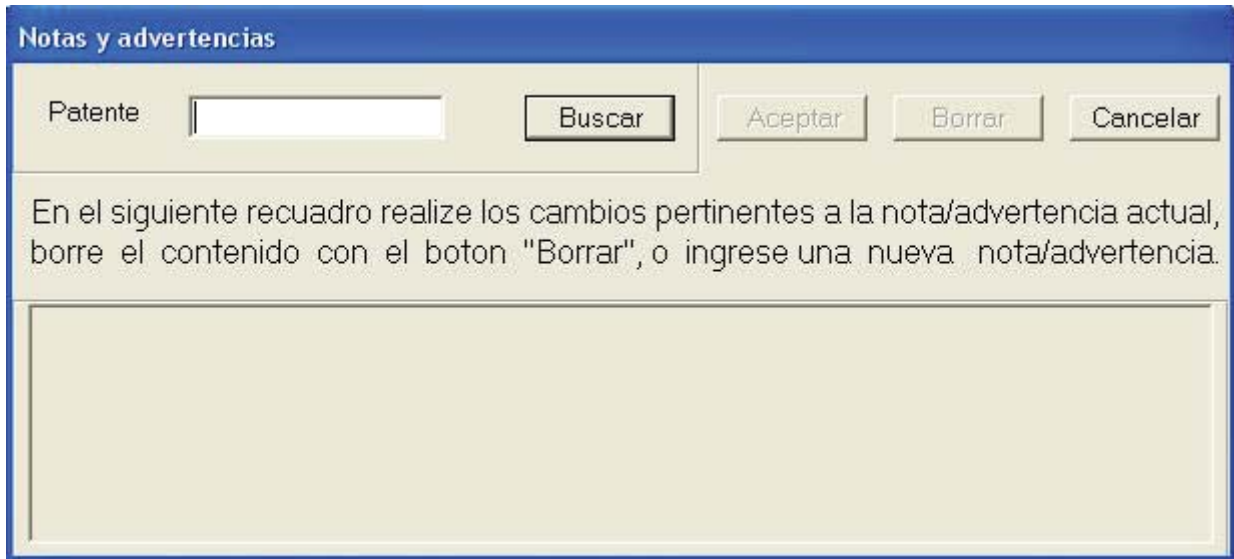 Notas y advertencias
Patente Buscar Aceptar Borrar Cancelar
En el siguiente recuadro realize los cambios pertinentes a la nota/advertencia actual,
borre el contenido con el boton "Borrar", o ingrese una nueva nota/advertencia.